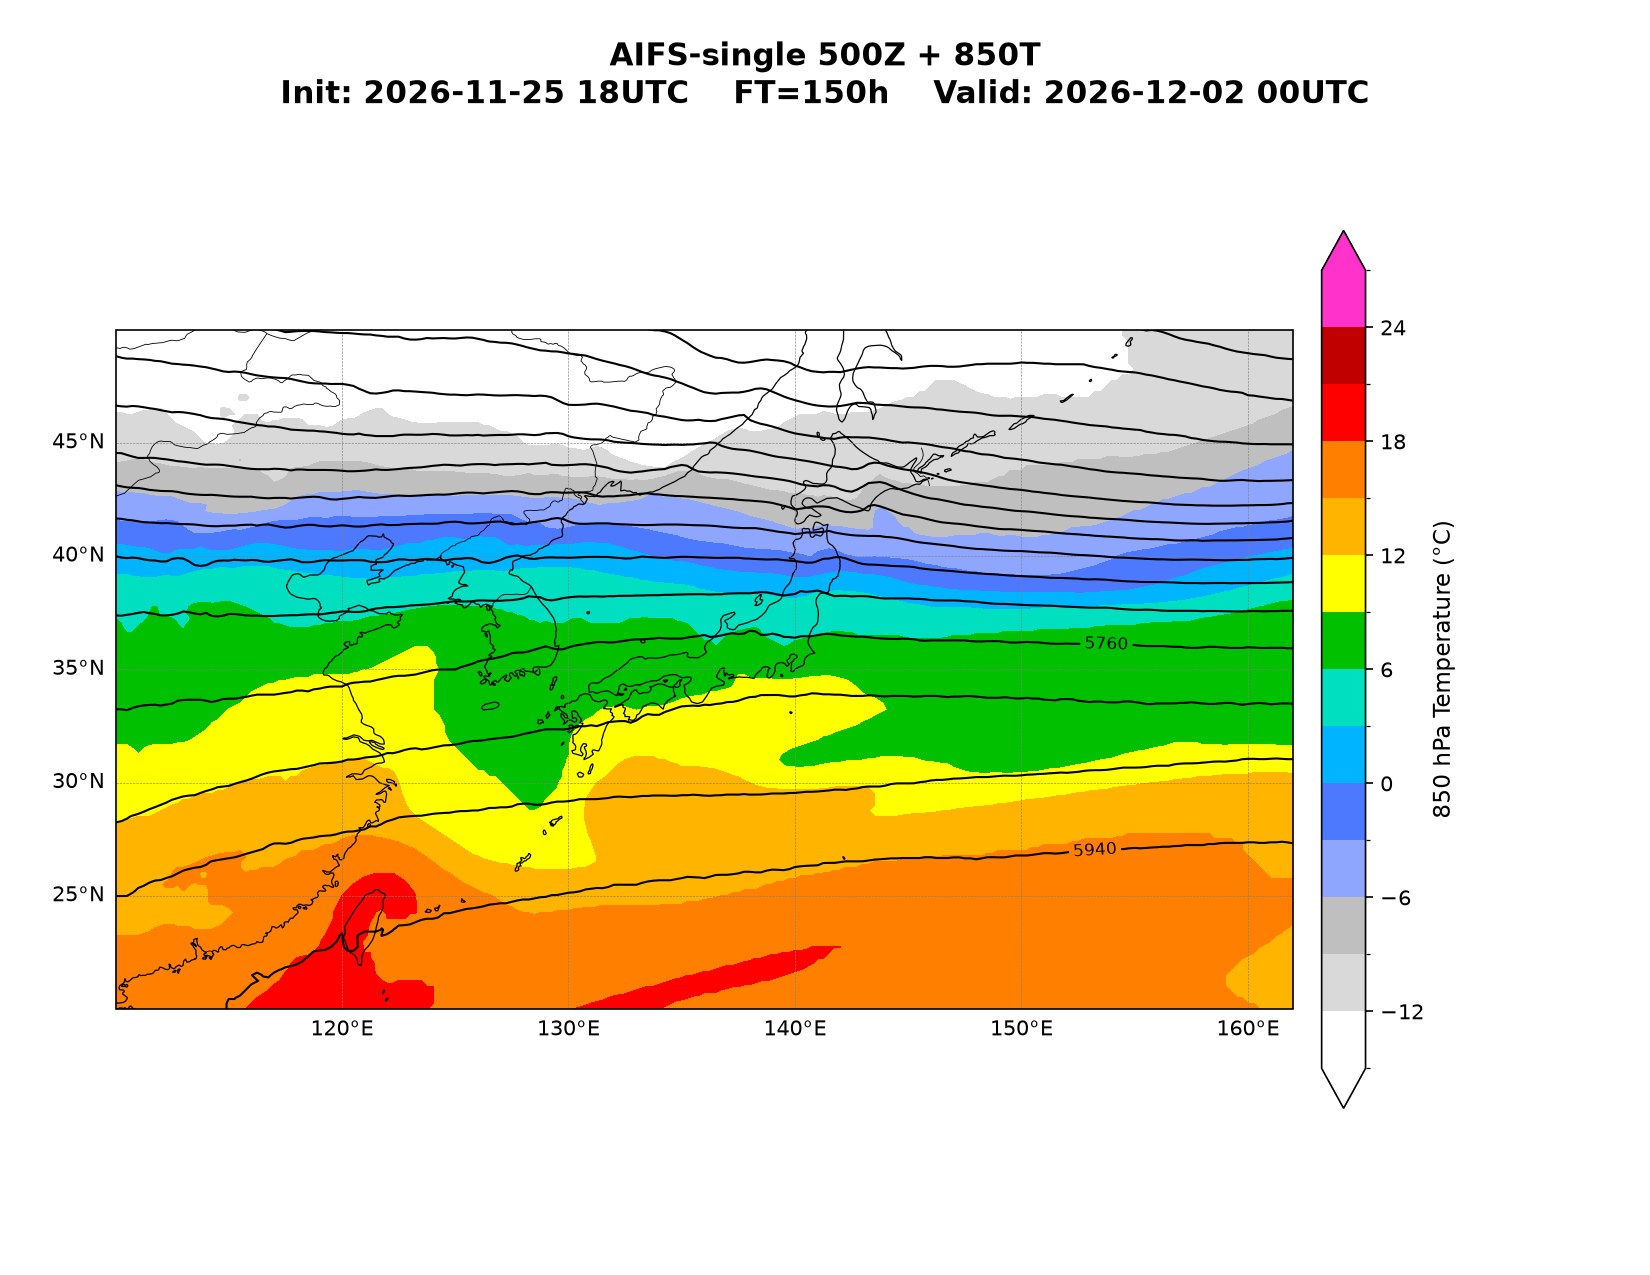 AIFS-single 500Z + 850T
Init: 2026-11-25 18UTC    FT=150h    Valid: 2026-12-02 00UTC
24
18
12
6
0
−6
−12
850 hPa Temperature (°C)
45°N
40°N
35°N
30°N
25°N
5760
5940
120°E
130°E
140°E
150°E
160°E